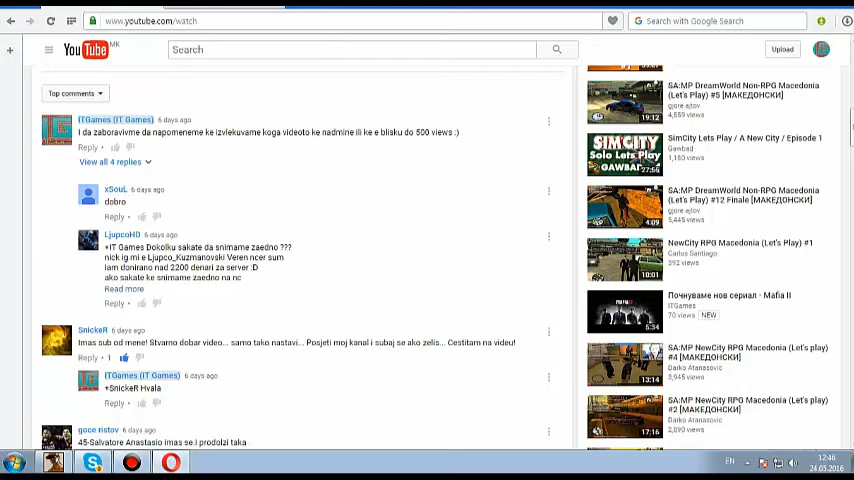 www.youtube.com/watch
Search with Google Search
YouTube MK
Search
Upload
Top comments
ITGames (IT Games) 6 days ago
I da zaboravivme da napomeneme ke izvlekuvame koga videoto ke nadmine ili ke e blisku do 500 views :)
Reply •
View all 4 replies
xSouL 6 days ago
dobro
Reply •
LjupcoHD 6 days ago
+IT Games Dokolku sakate da snimame zaedno ???
nick ig mi e Ljupco_Kuzmanovski Veren ncer sum
Iam donirano nad 2200 denari za server :D
ako sakate ke snimame zaedno na nc
Read more
Reply •
SnickeR 6 days ago
Imas sub od mene! Stvarno dobar video... samo tako nastavi... Posjeti moj kanal i subaj se ako zelis... Cestitam na videu!
Reply • 1
ITGames (IT Games) 6 days ago
+SnickeR Hvala
Reply •
goce ristov 6 days ago
45-Salvatore Anastasio imas se.i prodolzi taka
SA:MP DreamWorld Non-RPG Macedonia
(Let's Play) #5 [МАКЕДОНСКИ]
gjore ajtov
4,559 views
19:12
SimCity Lets Play / A New City / Episode 1
Gawbad
1,180 views
SIMCITY
Solo Lets Play
GAWBAD
27:56
SA:MP DreamWorld Non-RPG Macedonia
(Let's Play) #12 Finale [МАКЕДОНСКИ]
gjore ajtov
5,445 views
4:09
NewCity RPG Macedonia (Let's Play) #1
Carlos Santiago
392 views
10:01
Почнуваме нов сериал - Mafia II
ITGames
70 views NEW
5:34
SA:MP NewCity RPG Macedonia (Let's play)
#4 [МАКЕДОНСКИ]
Darko Atanasovic
3,945 views
13:14
SA:MP NewCity RPG Macedonia (Let's play)
#2 [МАКЕДОНСКИ]
Darko Atanasovic
2,890 views
17:16
EN
12:46
24.05.2016